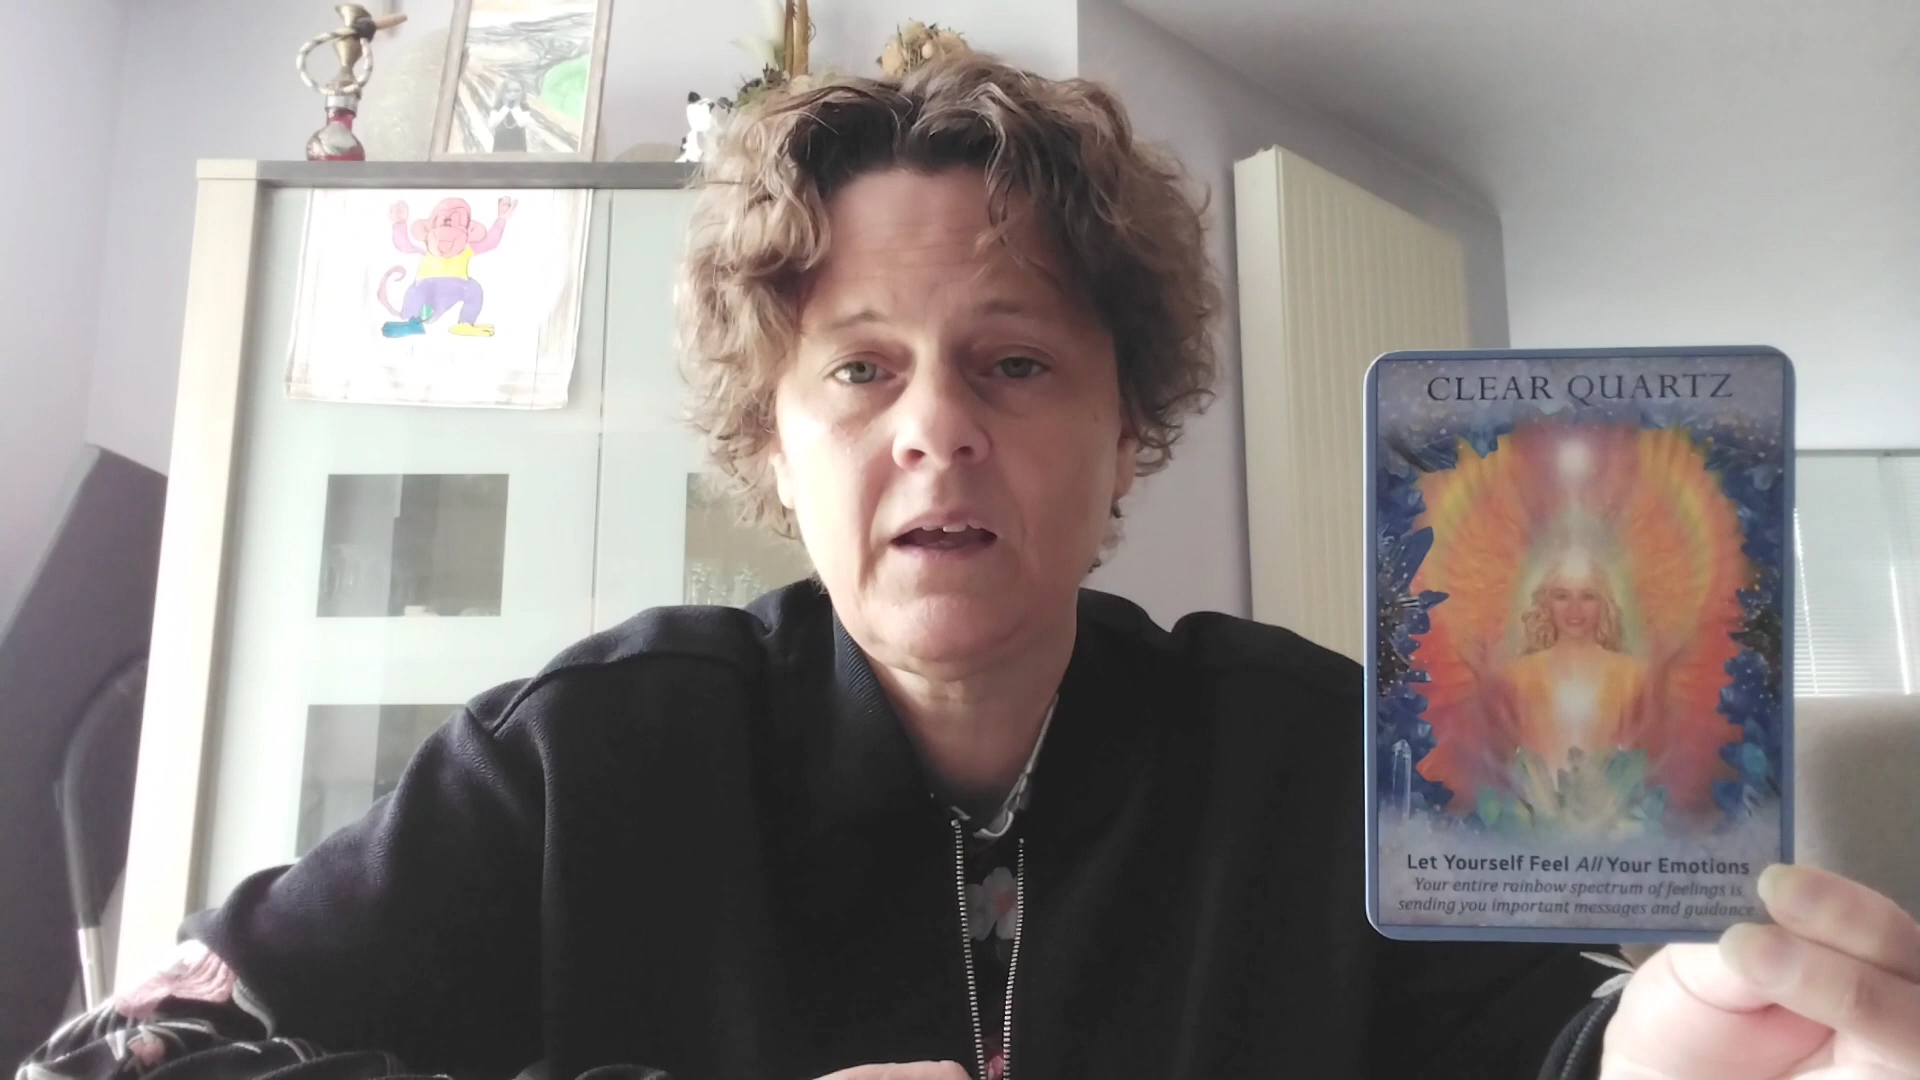 CLEAR QUARTZ
Let Yourself Feel All Your Emotions
Your entire rainbow spectrum of feelings is
sending you important messages and guidance